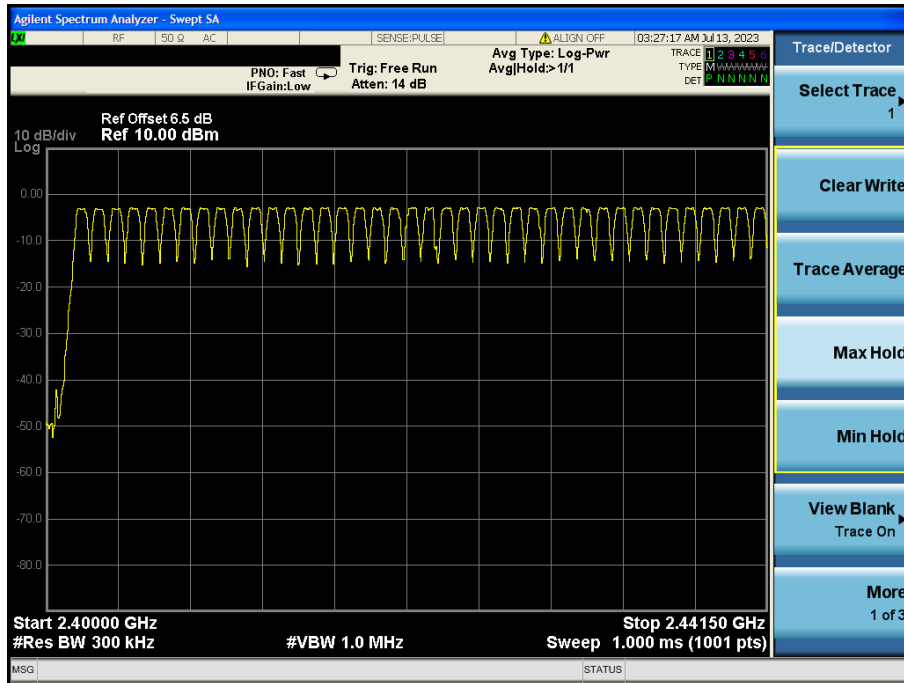 Agilent Spectrum Analyzer - Swept SA
LXI RF 50 Ω AC SENSE:PULSE ALIGN OFF 03:27:17 AM Jul 13, 2023
PNO: Fast
IFGain:Low
Trig: Free Run
Atten: 14 dB
Avg Type: Log-Pwr
Avg|Hold:>1/1
TRACE 1 2 3 4 5 6
TYPE M W W W W W
DET P N N N N N
Ref Offset 6.5 dB
10 dB/div Ref 10.00 dBm
Log
0.00
-10.0
-20.0
-30.0
-40.0
-50.0
-60.0
-70.0
-80.0
Start 2.40000 GHz Stop 2.44150 GHz
#Res BW 300 kHz #VBW 1.0 MHz Sweep 1.000 ms (1001 pts)
MSG STATUS
Trace/Detector
Select Trace
1
Clear Write
Trace Average
Max Hold
Min Hold
View Blank
Trace On
More
1 of 3